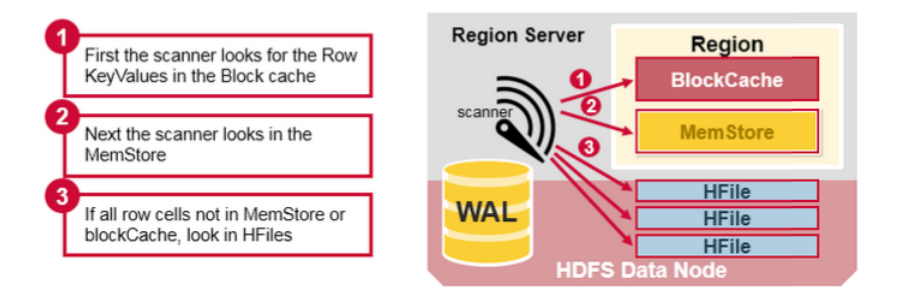 1
First the scanner looks for the Row
KeyValues in the Block cache
2
Next the scanner looks in the
MemStore
3
If all row cells not in MemStore or
blockCache, look in HFiles
Region Server
Region
BlockCache
MemStore
scanner
1
2
3
HFile
HFile
HFile
WAL
HDFS Data Node